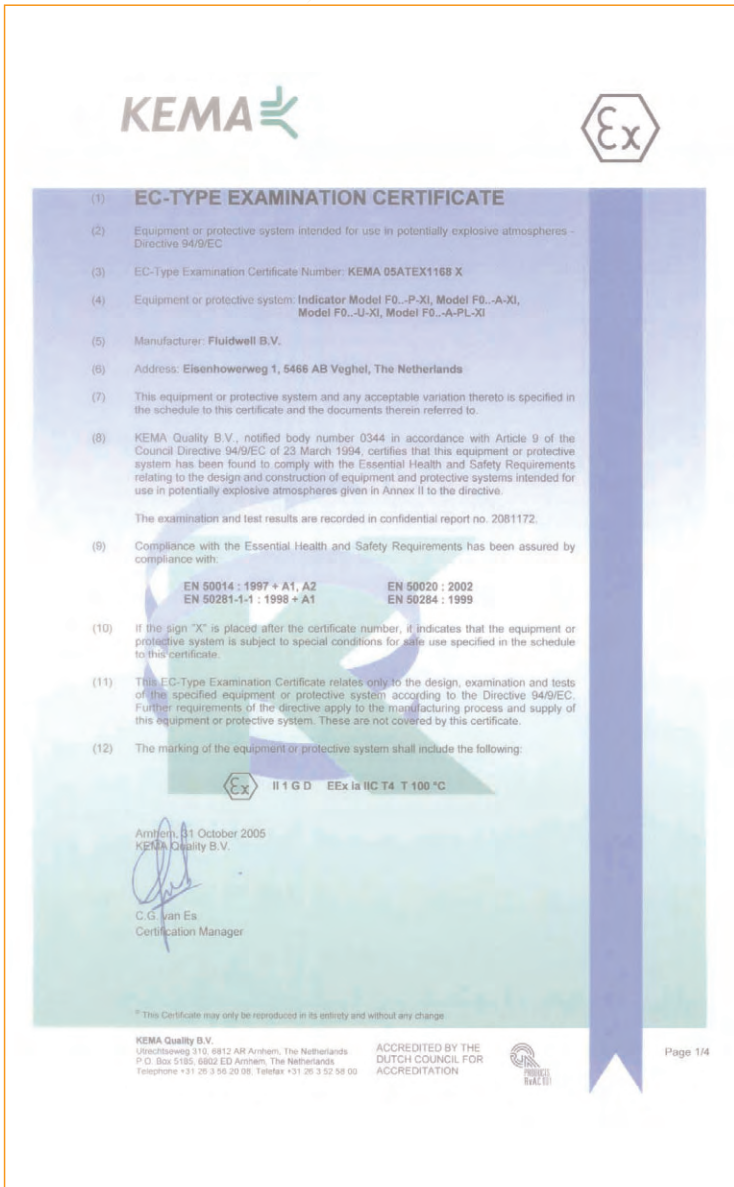 KEMA
Ex
(1) EC-TYPE EXAMINATION CERTIFICATE
(2) Equipment or protective system intended for use in potentially explosive atmospheres -
Directive 94/9/EC
(3) EC-Type Examination Certificate Number: KEMA 05ATEX1168 X
(4) Equipment or protective system: Indicator Model F0..-P-XI, Model F0..-A-XI,
Model F0..-U-XI, Model F0..-A-PL-XI
(5) Manufacturer: Fluidwell B.V.
(6) Address: Eisenhowerweg 1, 5466 AB Veghel, The Netherlands
(7) This equipment or protective system and any acceptable variation thereto is specified in
the schedule to this certificate and the documents therein referred to.
(8) KEMA Quality B.V., notified body number 0344 in accordance with Article 9 of the
Council Directive 94/9/EC of 23 March 1994, certifies that this equipment or protective
system has been found to comply with the Essential Health and Safety Requirements
relating to the design and construction of equipment and protective systems intended for
use in potentially explosive atmospheres given in Annex II to the directive.
The examination and test results are recorded in confidential report no. 2081172.
(9) Compliance with the Essential Health and Safety Requirements has been assured by
compliance with:
EN 50014 : 1997 + A1, A2 EN 50020 : 2002
EN 50281-1-1 : 1998 + A1 EN 50284 : 1999
(10) If the sign "X" is placed after the certificate number, it indicates that the equipment or
protective system is subject to special conditions for safe use specified in the schedule
to this certificate.
(11) This EC-Type Examination Certificate relates only to the design, examination and tests
of the specified equipment or protective system according to the Directive 94/9/EC.
Further requirements of the directive apply to the manufacturing process and supply of
this equipment or protective system. These are not covered by this certificate.
(12) The marking of the equipment or protective system shall include the following:
Ex II 1 G D EEx ia IIC T4 T 100 °C
Arnhem, 31 October 2005
KEMA Quality B.V.
C.G. van Es
Certification Manager
© This Certificate may only be reproduced in its entirety and without any change
KEMA Quality B.V.
Utrechtseweg 310, 6812 AR Arnhem, The Netherlands
P.O. Box 5185, 6802 ED Arnhem, The Netherlands
Telephone +31 26 3 56 20 08, Telefax +31 26 3 52 58 00
ACCREDITED BY THE
DUTCH COUNCIL FOR
ACCREDITATION
PRODUCTS
Page 1/4